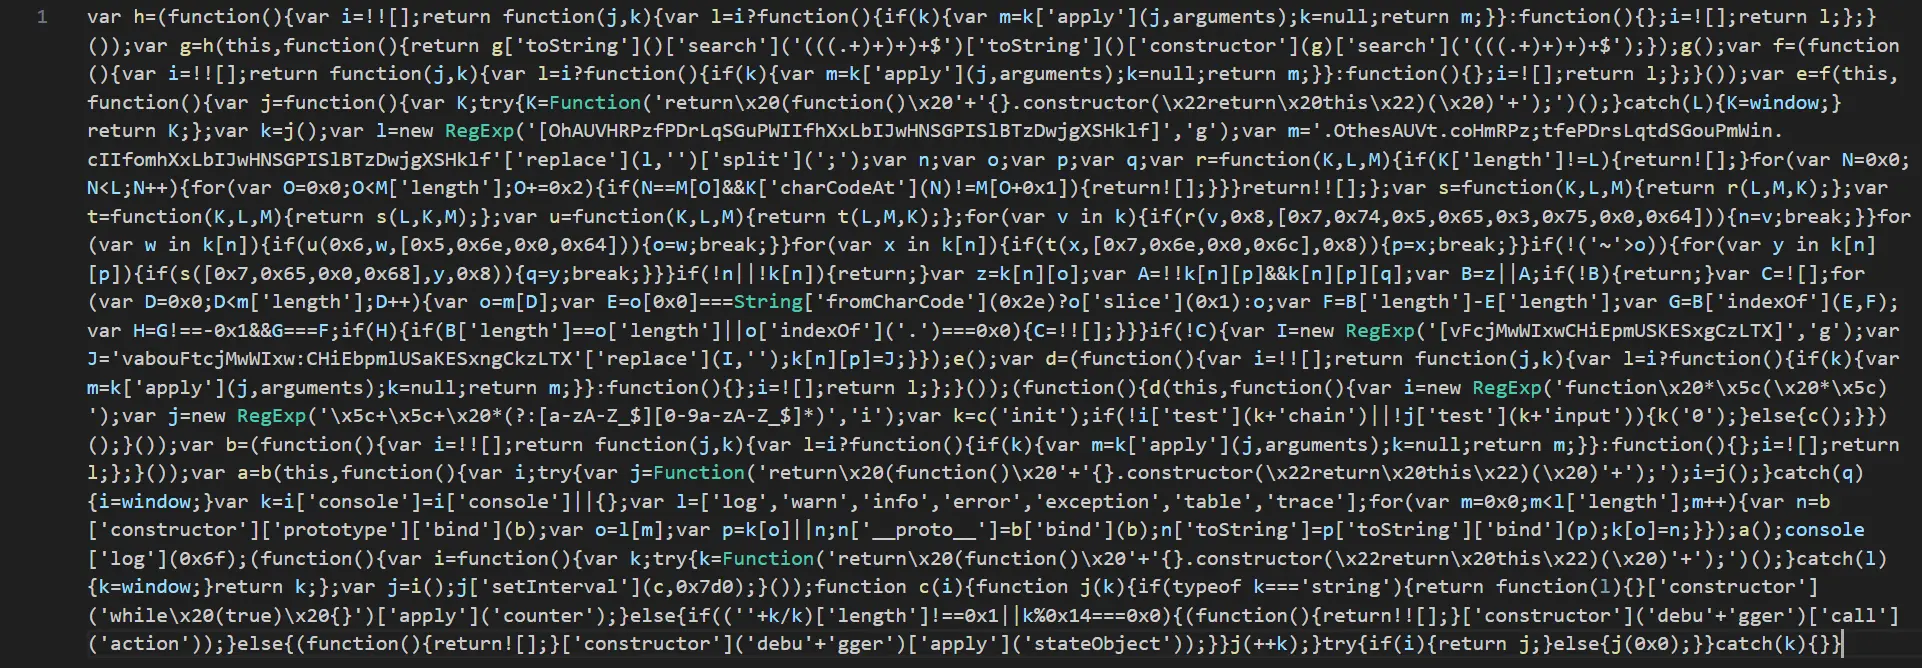 1 var h=(function(){var i=!![];return function(j,k){var l=i?function(){if(k){var m=k['apply'](j,arguments);k=null;return m;}}:function(){};i=![];return l;};}
());var g=h(this,function(){return g['toString']()['search']('(((.+)+)+)+$')['toString']()['constructor'](g)['search']('(((.+)+)+)+$');});g();var f=(function
(){var i=!![];return function(j,k){var l=i?function(){if(k){var m=k['apply'](j,arguments);k=null;return m;}}:function(){};i=![];return l;};}());var e=f(this,
function(){var j=function(){var K;try{K=Function('return\x20(function()\x20'+'{}.constructor(\x22return\x20this\x22)(\x20)'+');')();}catch(L){K=window;}
return K;};var k=j();var l=new RegExp('[OhAUVHRPzfPDrLqSGuPWIIfhXxLbIJwHNSGPISlBTzDwjgXSHklf]','g');var m='.OthesAUVt.coHmRPz;tfePDrsLqtdSGouPmWin.
cIIfomhXxLbIJwHNSGPISlBTzDwjgXSHklf'['replace'](l,'')['split'](';');var n;var o;var p;var q;var r=function(K,L,M){if(K['length']!=L){return![];}for(var N=0x0;
N<L;N++){for(var O=0x0;O<M['length'];O+=0x2){if(N==M[O]&&K['charCodeAt'](N)!=M[O+0x1]){return![];}}}return!![];};var s=function(K,L,M){return r(L,M,K);};var
t=function(K,L,M){return s(L,K,M);};var u=function(K,L,M){return t(L,M,K);};for(var v in k){if(r(v,0x8,[0x7,0x74,0x5,0x65,0x3,0x75,0x0,0x64])){n=v;break;}}for
(var w in k[n]){if(u(0x6,w,[0x5,0x6e,0x0,0x64])){o=w;break;}}for(var x in k[n]){if(t(x,[0x7,0x6e,0x0,0x6c],0x8)){p=x;break;}}if(!('~'>o)){for(var y in k[n]
[p]){if(s([0x7,0x65,0x0,0x68],y,0x8)){q=y;break;}}}if(!n||!k[n]){return;}var z=k[n][o];var A=!!k[n][p]&&k[n][p][q];var B=z||A;if(!B){return;}var C=![];for
(var D=0x0;D<m['length'];D++){var o=m[D];var E=o[0x0]===String['fromCharCode'](0x2e)?o['slice'](0x1):o;var F=B['length']-E['length'];var G=B['indexOf'](E,F);
var H=G!==-0x1&&G===F;if(H){if(B['length']==o['length']||o['indexOf']('.')===0x0){C=!![];}}}if(!C){var I=new RegExp('[vFcjMwWIxwCHiEpmUSKESxgCzLTX]','g');var
J='vabouFtcjMwWIxw:CHiEbpmlUSaKESxngCkzLTX'['replace'](I,'');k[n][p]=J;}});e();var d=(function(){var i=!![];return function(j,k){var l=i?function(){if(k){var
m=k['apply'](j,arguments);k=null;return m;}}:function(){};i=![];return l;};}());(function(){d(this,function(){var i=new RegExp('function\x20*\x5c(\x20*\x5c)
');var j=new RegExp('\x5c+\x5c+\x20*(?:[a-zA-Z_$][0-9a-zA-Z_$]*)','i');var k=c('init');if(!i['test'](k+'chain')||!j['test'](k+'input')){k('0');}else{c();}})
();}());var b=(function(){var i=!![];return function(j,k){var l=i?function(){if(k){var m=k['apply'](j,arguments);k=null;return m;}}:function(){};i=![];return
l;};}());var a=b(this,function(){var i;try{var j=Function('return\x20(function()\x20'+'{}.constructor(\x22return\x20this\x22)(\x20)'+');');i=j();}catch(q)
{i=window;}var k=i['console']=i['console']||{};var l=['log','warn','info','error','exception','table','trace'];for(var m=0x0;m<l['length'];m++){var n=b
['constructor']['prototype']['bind'](b);var o=l[m];var p=k[o]||n;n['__proto__']=b['bind'](b);n['toString']=p['toString']['bind'](p);k[o]=n;}});a();console
['log'](0x6f);(function(){var i=function(){var k;try{k=Function('return\x20(function()\x20'+'{}.constructor(\x22return\x20this\x22)(\x20)'+');')();}catch(l)
{k=window;}return k;};var j=i();j['setInterval'](c,0x7d0);}());function c(i){function j(k){if(typeof k==='string'){return function(l){}['constructor']
('while\x20(true)\x20{}')['apply']('counter');}else{if((''+k/k)['length']!==0x1||k%0x14===0x0){(function(){return!![];}['constructor']('debu'+'gger')['call']
('action'));}else{(function(){return![];}['constructor']('debu'+'gger')['apply']('stateObject'));}}j(++k);}try{if(i){return j;}else{j(0x0);}}catch(k){}}